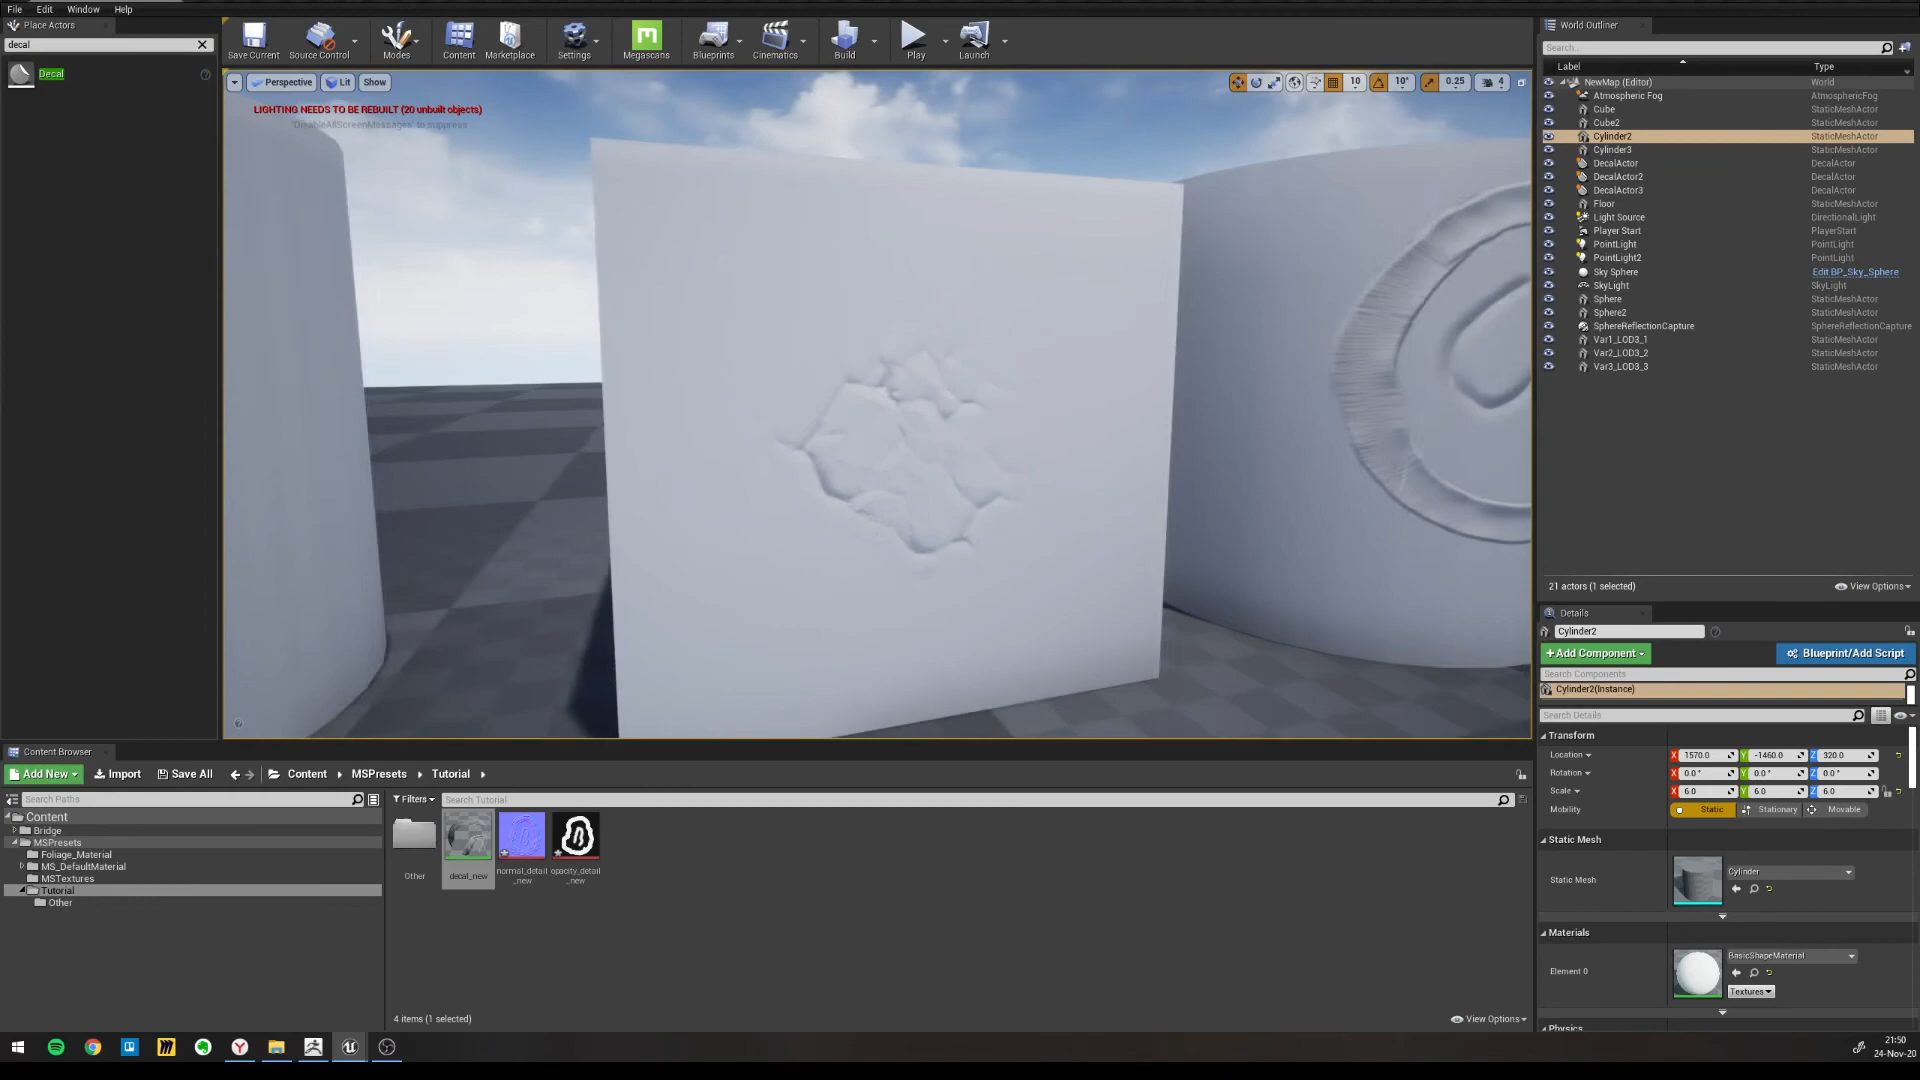 File Edit Window Help
Place Actors
decal
Decal
Save Current
Source Control
Modes
Content
Marketplace
Settings
Megascans
Blueprints
Cinematics
Build
Play
Launch
Perspective
Lit
Show
10
10°
0.25
4
LIGHTING NEEDS TO BE REBUILT (20 unbuilt objects)
'DisableAllScreenMessages' to suppress
World Outliner
Search...
Label Type
NewMap (Editor) World
Atmospheric Fog AtmosphericFog
Cube StaticMeshActor
Cube2 StaticMeshActor
Cylinder2 StaticMeshActor
Cylinder3 StaticMeshActor
DecalActor DecalActor
DecalActor2 DecalActor
DecalActor3 DecalActor
Floor StaticMeshActor
Light Source DirectionalLight
Player Start PlayerStart
PointLight PointLight
PointLight2 PointLight
Sky Sphere Edit BP_Sky_Sphere
SkyLight SkyLight
Sphere StaticMeshActor
Sphere2 StaticMeshActor
SphereReflectionCapture SphereReflectionCapture
Var1_LOD3_1 StaticMeshActor
Var2_LOD3_2 StaticMeshActor
Var3_LOD3_3 StaticMeshActor
21 actors (1 selected)
View Options
Details
Cylinder2
+Add Component
Blueprint/Add Script
Search Components
Cylinder2(Instance)
Search Details
Transform
Location X 1570.0 Y -1460.0 Z 320.0
Rotation X 0.0° Y 0.0° Z 0.0°
Scale X 6.0 Y 6.0 Z 6.0
Mobility Static Stationary Movable
Static Mesh
Static Mesh Cylinder
Materials
Element 0 BasicShapeMaterial
Textures
Physics
Content Browser
Add New Import Save All Content MSPresets Tutorial
Search Paths
Content
Bridge
MSPresets
Foliage_Material
MS_DefaultMaterial
MSTextures
Tutorial
Other
Filters
Search Tutorial
Other
decal_new
normal_detail
_new
opacity_detail
_new
4 items (1 selected)
View Options
21:50
24-Nov-20